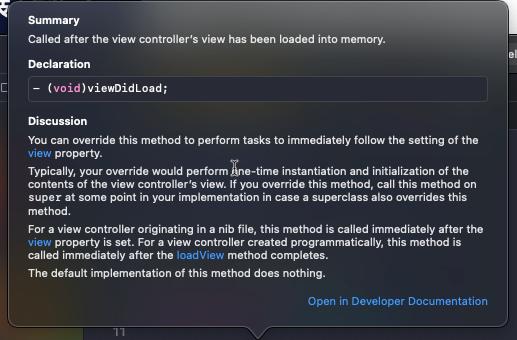 Summary
Called after the view controller's view has been loaded into memory.
Declaration
- (void)viewDidLoad;
Discussion
You can override this method to perform tasks to immediately follow the setting of the
view property.
Typically, your override would perform one-time instantiation and initialization of the
contents of the view controller's view. If you override this method, call this method on
super at some point in your implementation in case a superclass also overrides this
method.
For a view controller originating in a nib file, this method is called immediately after the
view property is set. For a view controller created programmatically, this method is
called immediately after the loadView method completes.
The default implementation of this method does nothing.
Open in Developer Documentation
11